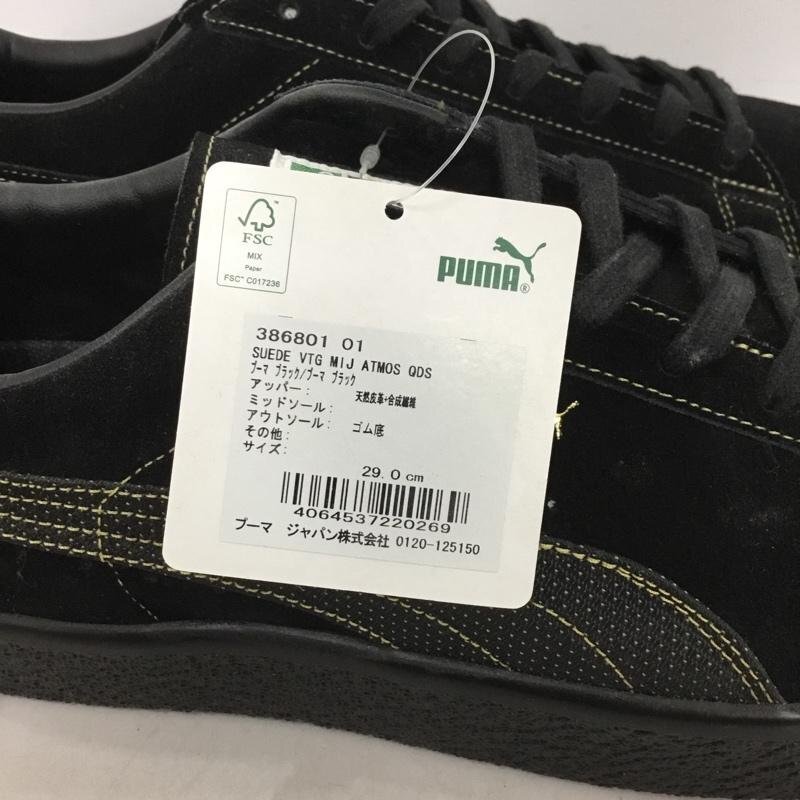 FSC™
MIX
Paper
FSC™ C017236
PUMA®
386801 01
SUEDE VTG MIJ ATMOS QDS
プーマ ブラック/プーマ ブラック
アッパー: 天然皮革+合成繊維
ミッドソール:
アウトソール: ゴム底
その他:
サイズ:
29.0 cm
4064537220269
プーマ ジャパン株式会社 0120-125150